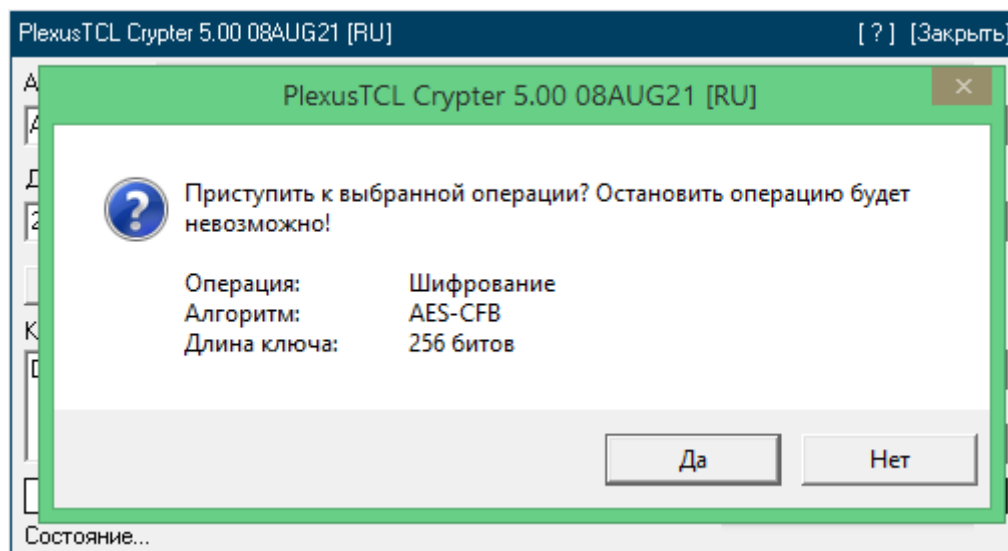 PlexusTCL Crypter 5.00 08AUG21 [RU] [ ? ] [Закрыть]
PlexusTCL Crypter 5.00 08AUG21 [RU]
Приступить к выбранной операции? Остановить операцию будет
невозможно!
Операция: Шифрование
Алгоритм: AES-CFB
Длина ключа: 256 битов
Да Нет
Состояние...